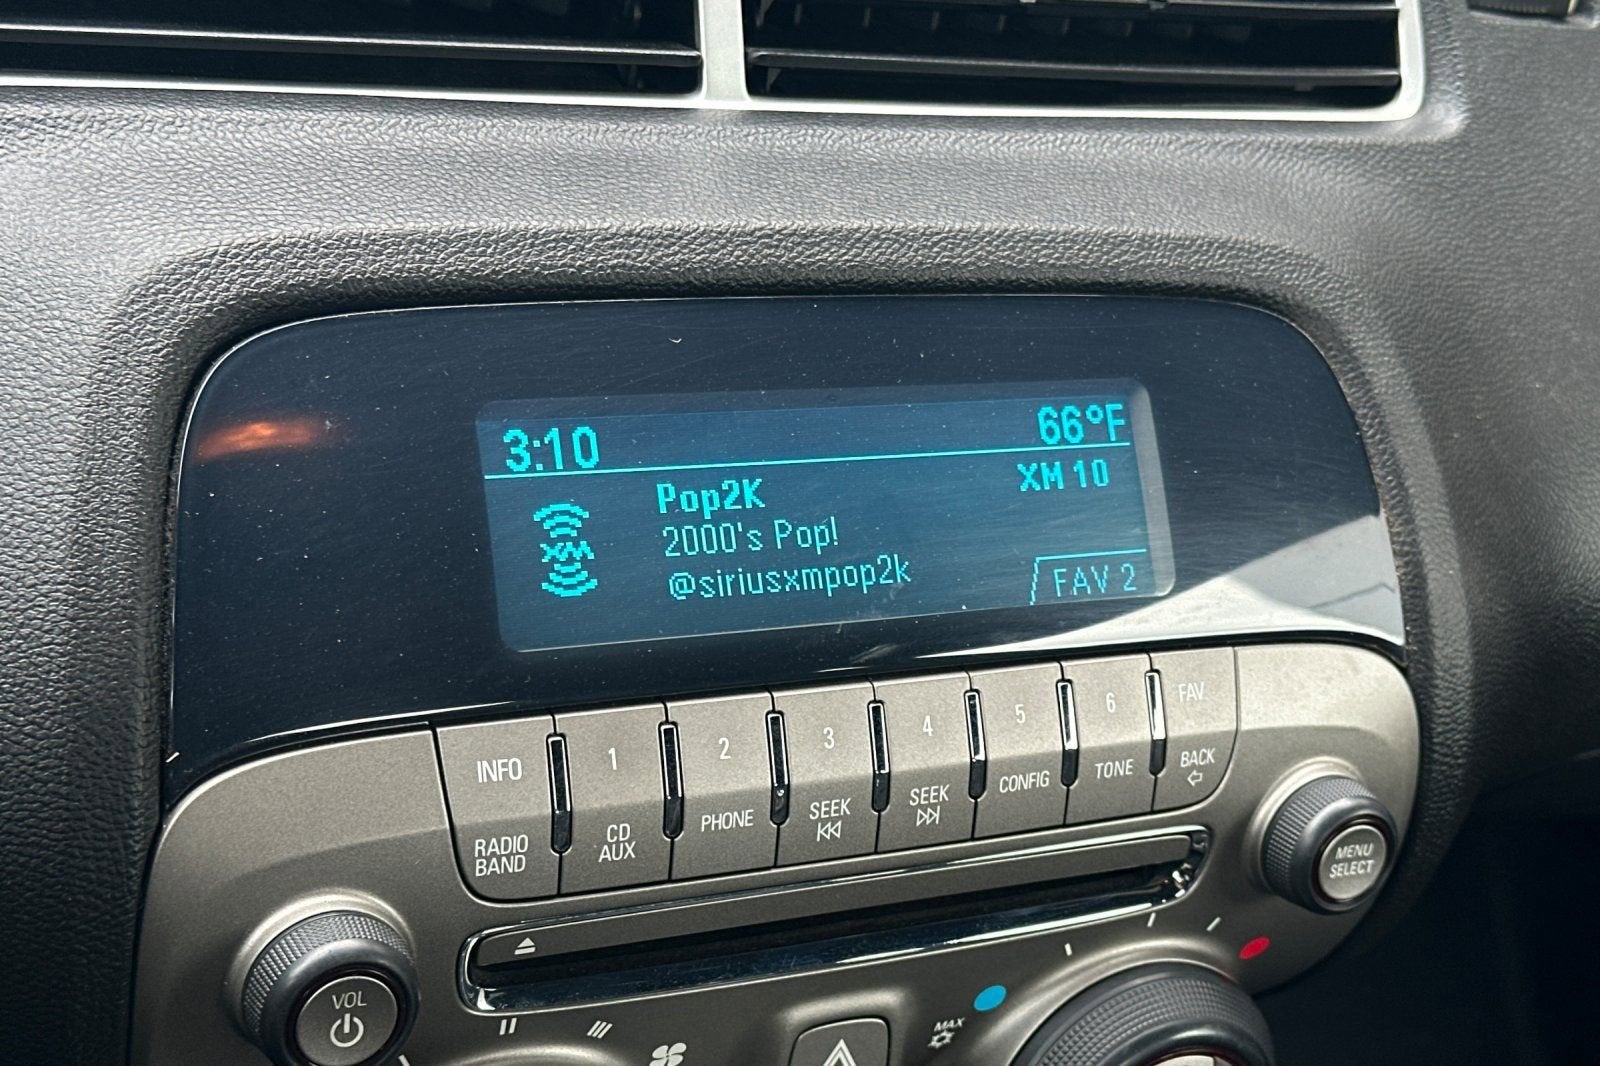 3:10 66°F
Pop2K XM 10
2000's Pop!
XM
@siriusxmpop2k FAV 2
INFO 1 2 3 4 5 6 FAV
RADIO BAND
CD AUX
PHONE
SEEK
SEEK
CONFIG
TONE
BACK
MENU
SELECT
VOL
MAX